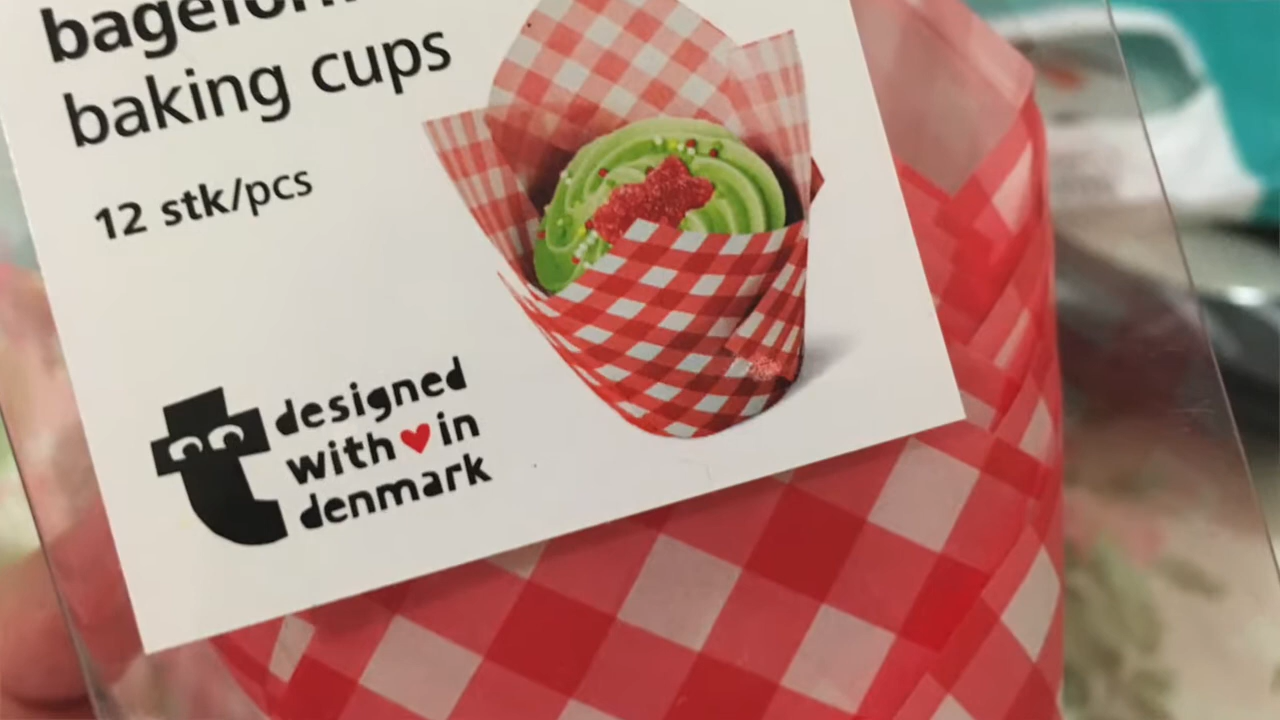 baking cups
12 stk/pcs
designed
with in
denmark